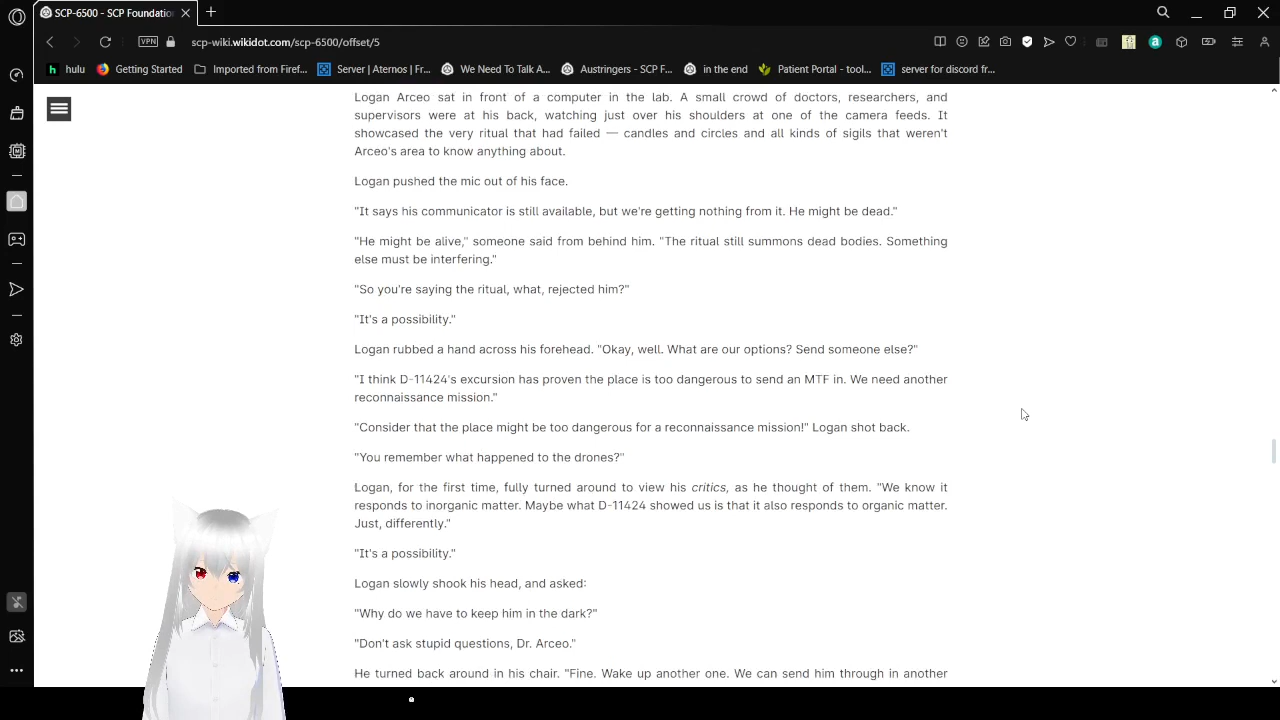 SCP-6500 - SCP Foundatio
VPN
scp-wiki.wikidot.com/scp-6500/offset/5
hulu
Getting Started
Imported from Firef...
Server | Aternos | Fr...
We Need To Talk A...
Austringers - SCP F...
in the end
Patient Portal - tool...
server for discord fr...
Logan Arceo sat in front of a computer in the lab. A small crowd of doctors, researchers, and
supervisors were at his back, watching just over his shoulders at one of the camera feeds. It
showcased the very ritual that had failed — candles and circles and all kinds of sigils that weren't
Arceo's area to know anything about.
Logan pushed the mic out of his face.
"It says his communicator is still available, but we're getting nothing from it. He might be dead."
"He might be alive," someone said from behind him. "The ritual still summons dead bodies. Something
else must be interfering."
"So you're saying the ritual, what, rejected him?"
"It's a possibility."
Logan rubbed a hand across his forehead. "Okay, well. What are our options? Send someone else?"
"I think D-11424's excursion has proven the place is too dangerous to send an MTF in. We need another
reconnaissance mission."
"Consider that the place might be too dangerous for a reconnaissance mission!" Logan shot back.
"You remember what happened to the drones?"
Logan, for the first time, fully turned around to view his critics, as he thought of them. "We know it
responds to inorganic matter. Maybe what D-11424 showed us is that it also responds to organic matter.
Just, differently."
"It's a possibility."
Logan slowly shook his head, and asked:
"Why do we have to keep him in the dark?"
"Don't ask stupid questions, Dr. Arceo."
He turned back around in his chair. "Fine. Wake up another one. We can send him through in another